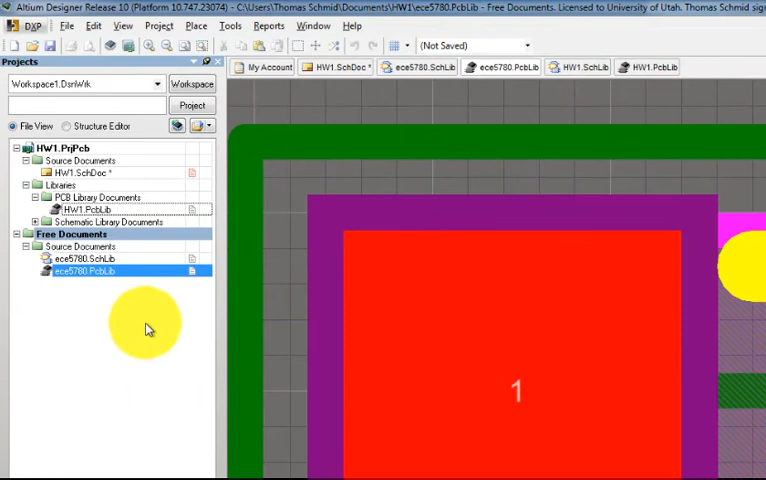 Altium Designer Release 10 (Platform 10.747.23074) - C:\Users\Thomas Schmid\Documents\HW1\ece5780.PcbLib - Free Documents. Licensed to University of Utah. Thomas Schmid sig
DXP File Edit View Project Place Tools Reports Window Help
(Not Saved)
Projects
My Account HW1.SchDoc * ece5780.SchLib ece5780.PcbLib HW1.SchLib HW1.PcbLib
Workspace1.DsnWrk Workspace
Project
File View Structure Editor
HW1.PrjPcb
Source Documents
HW1.SchDoc *
Libraries
PCB Library Documents
HW1.PcbLib
Schematic Library Documents
Free Documents
Source Documents
ece5780.SchLib
ece5780.PcbLib
1